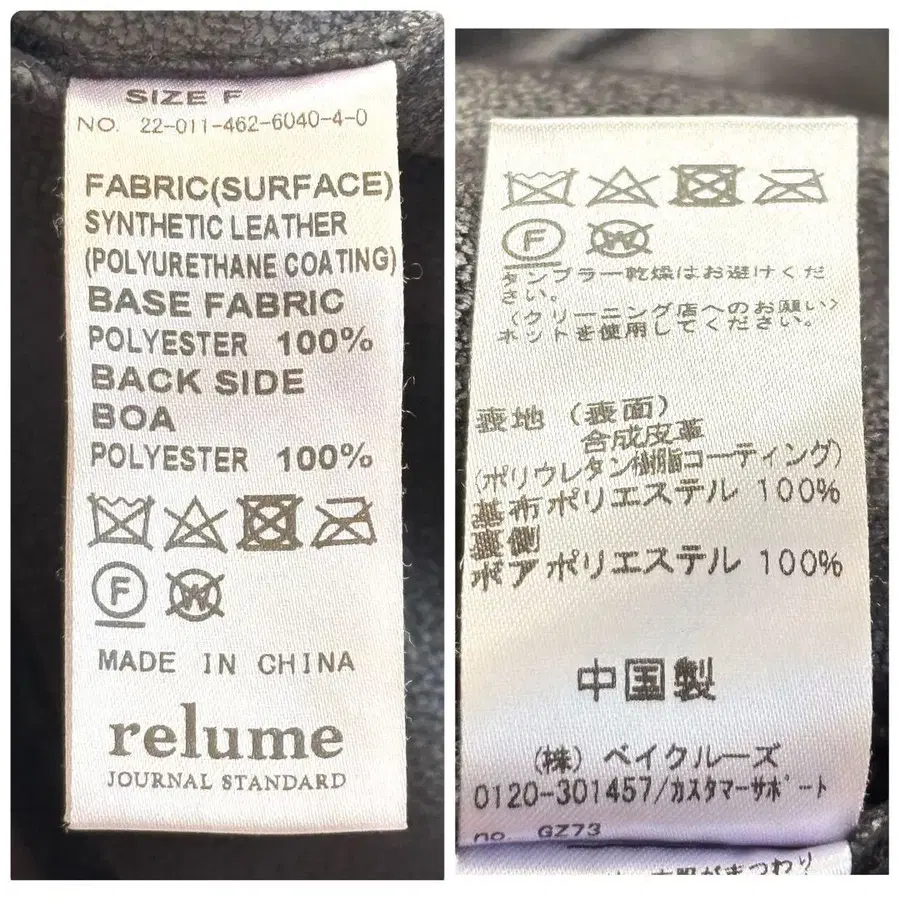 SIZE F
NO. 22-011-462-6040-4-0
FABRIC(SURFACE)
SYNTHETIC LEATHER
(POLYURETHANE COATING)
BASE FABRIC
POLYESTER 100%
BACK SIDE
BOA
POLYESTER 100%
F
W
MADE IN CHINA
relume
JOURNAL STANDARD
F
W
タンブラー乾燥はお避けくだ
さい。
〈クリーニング店へのお願い〉
ネットを使用してください。
表地（表面）
合成皮革
(ポリウレタン樹脂コーティング)
基布ポリエステル 100%
裏側
ボアポリエステル 100%
中国製
(株) ベイクルーズ
0120-301457/カスタマーサポート
no. GZ73
がまつわり